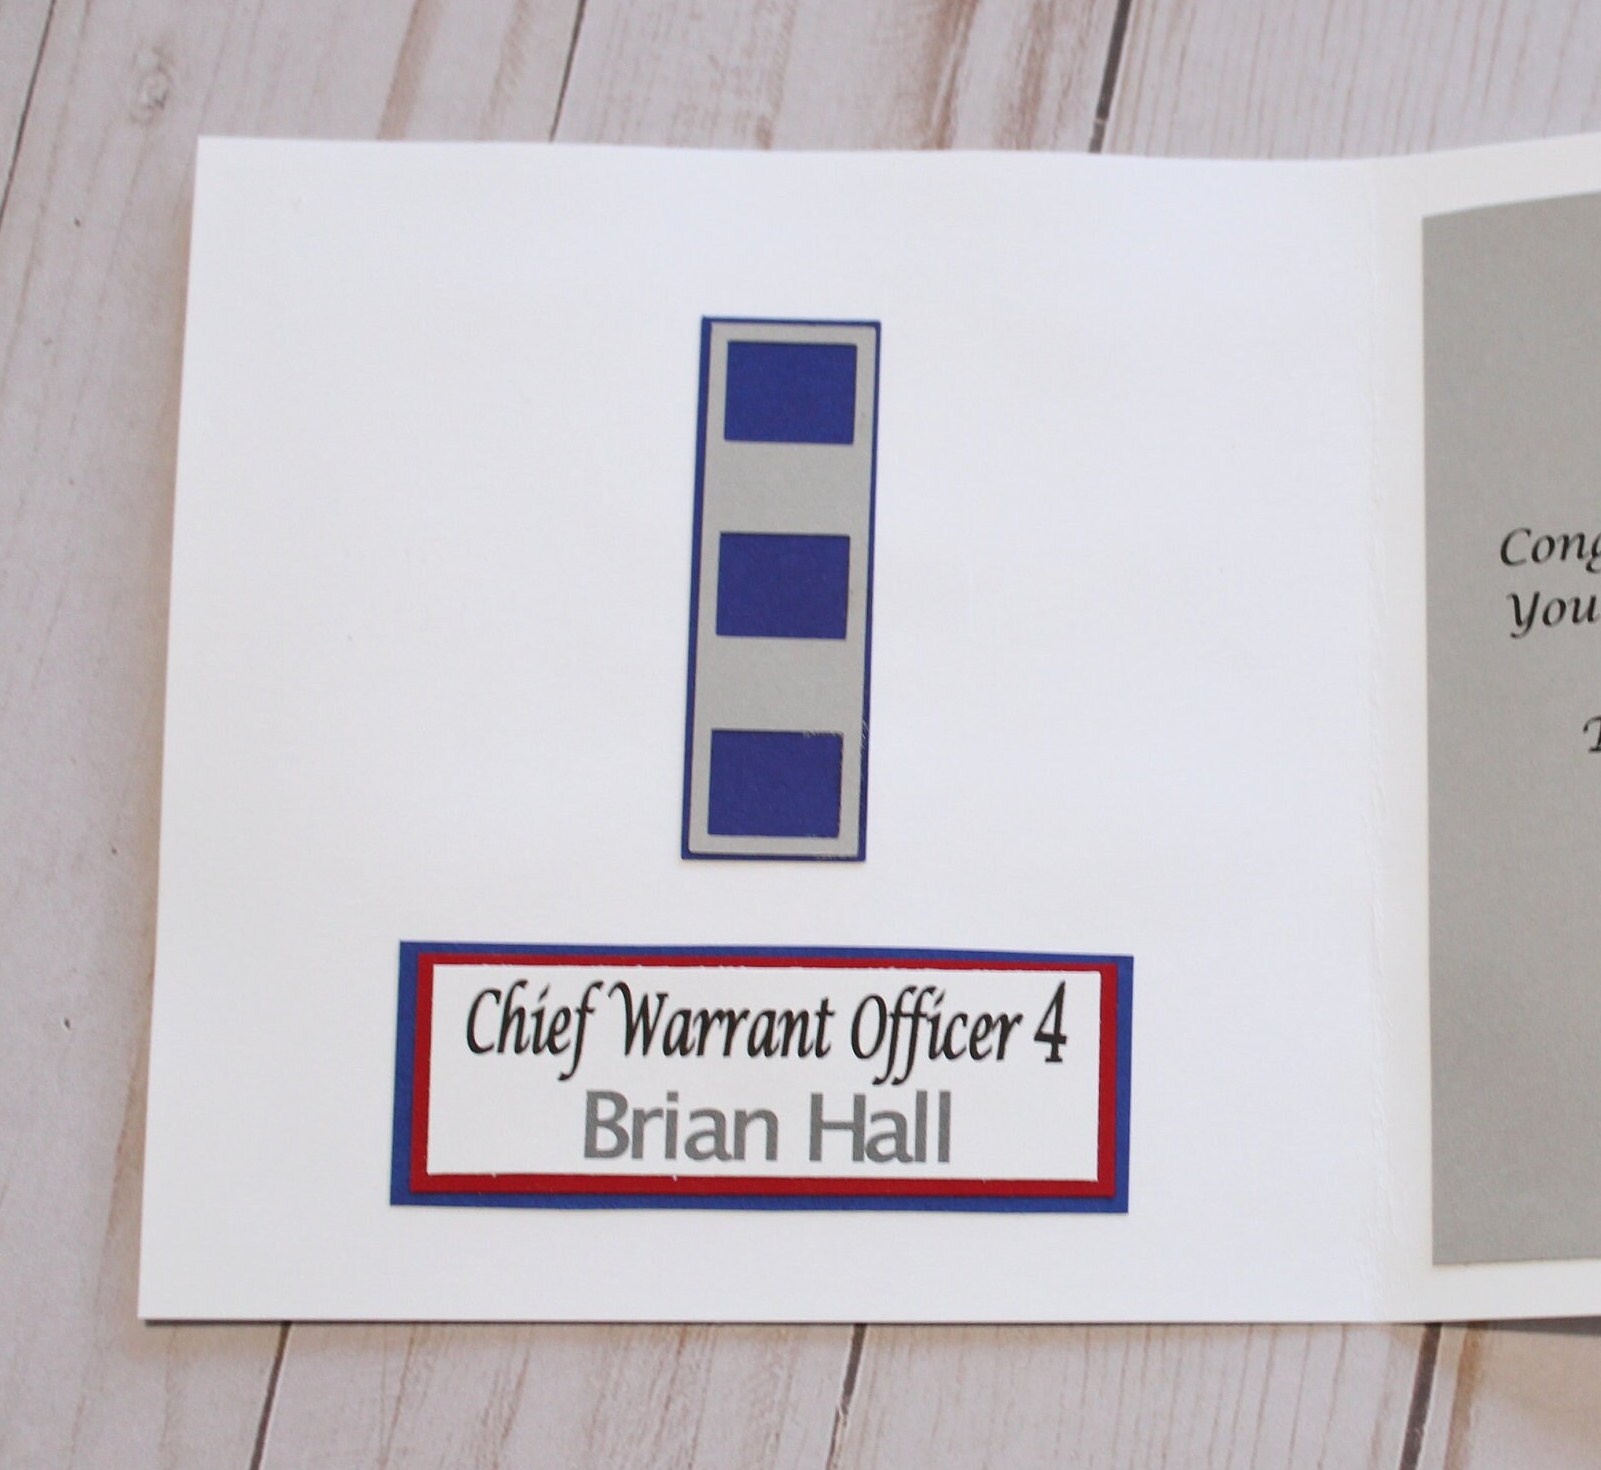 Chief Warrant Officer 4
Brian Hall